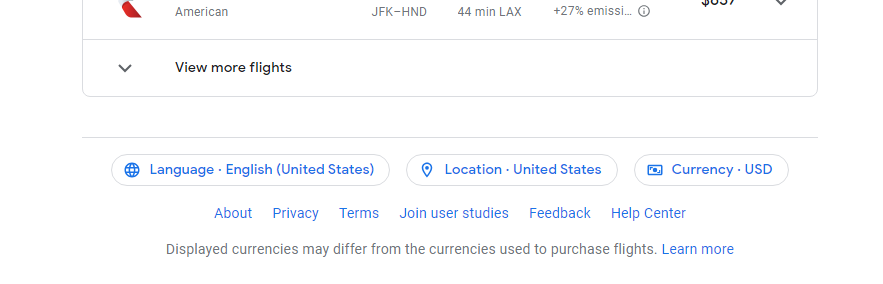 American JFK–HND 44 min LAX +27% emissi...
View more flights
Language · English (United States) Location · United States Currency · USD
About Privacy Terms Join user studies Feedback Help Center
Displayed currencies may differ from the currencies used to purchase flights. Learn more